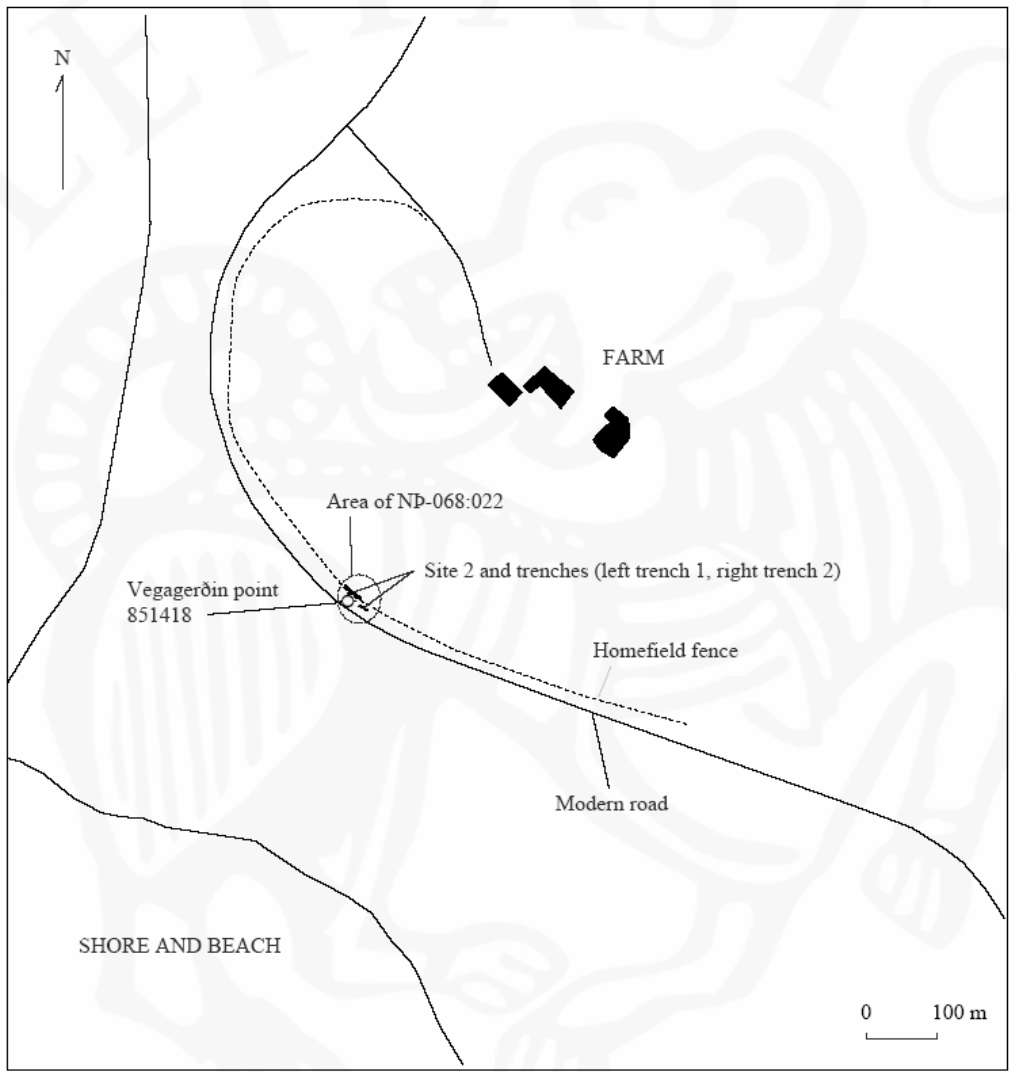 N
FARM
Area of NÞ-068:022
Site 2 and trenches (left trench 1, right trench 2)
Vegagerðin point
851418
Homefield fence
Modern road
SHORE AND BEACH
0 100 m